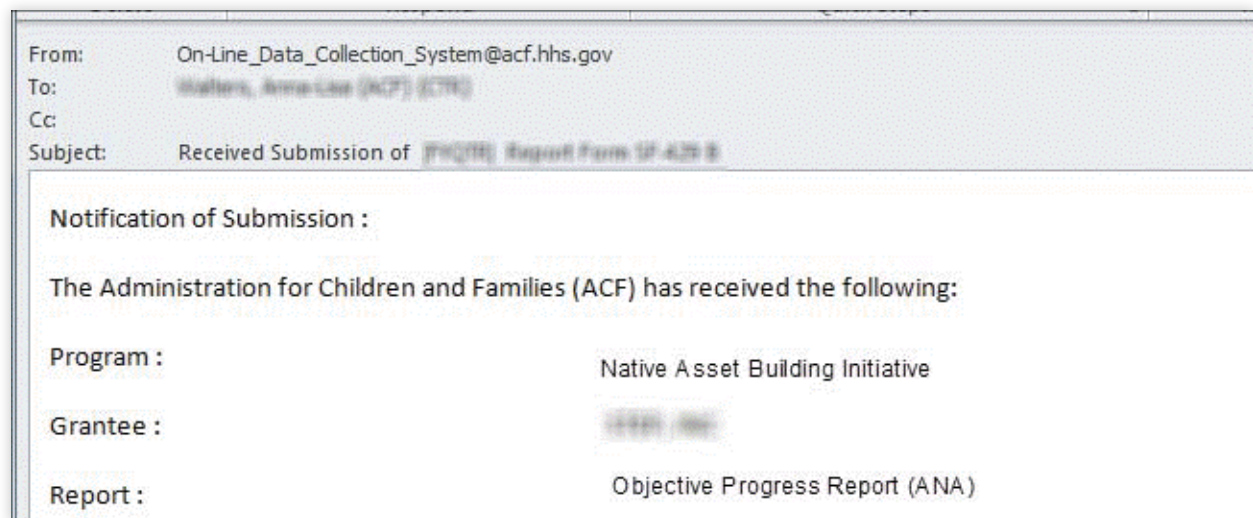 From: On-Line_Data_Collection_System@acf.hhs.gov
To:
Cc:
Subject: Received Submission of
Notification of Submission :
The Administration for Children and Families (ACF) has received the following:
Program : Native Asset Building Initiative
Grantee :
Report : Objective Progress Report (ANA)